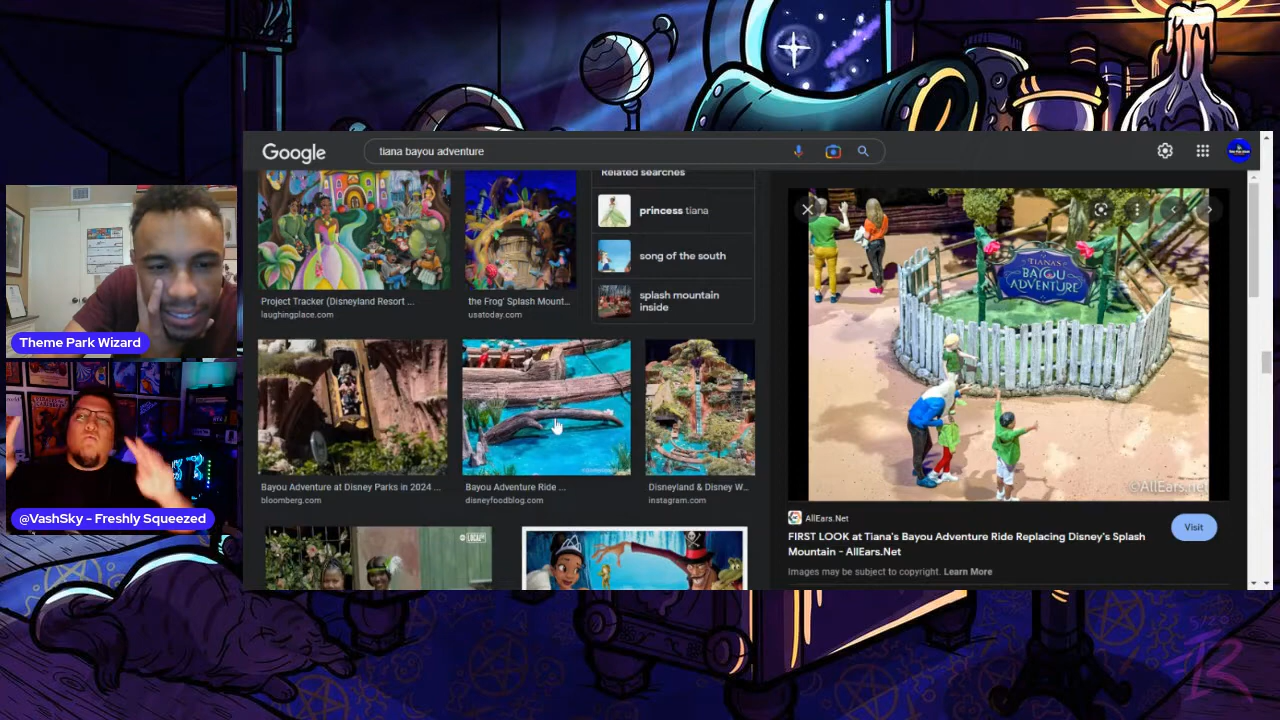 Google
tiana bayou adventure
Related searches
princess tiana
song of the south
splash mountain
inside
Project Tracker (Disneyland Resort ...
laughingplace.com
the Frog' Splash Mount...
usatoday.com
TIANA'S
BAYOU
ADVENTURE
©AllEars.net
Theme Park Wizard
@VashSky - Freshly Squeezed
Bayou Adventure at Disney Parks in 2024 ...
bloomberg.com
Bayou Adventure Ride ...
disneyfoodblog.com
Disneyland & Disney W...
instagram.com
AllEars.Net
FIRST LOOK at Tiana's Bayou Adventure Ride Replacing Disney's Splash
Mountain - AllEars.Net
Visit
Images may be subject to copyright. Learn More
LOCAL